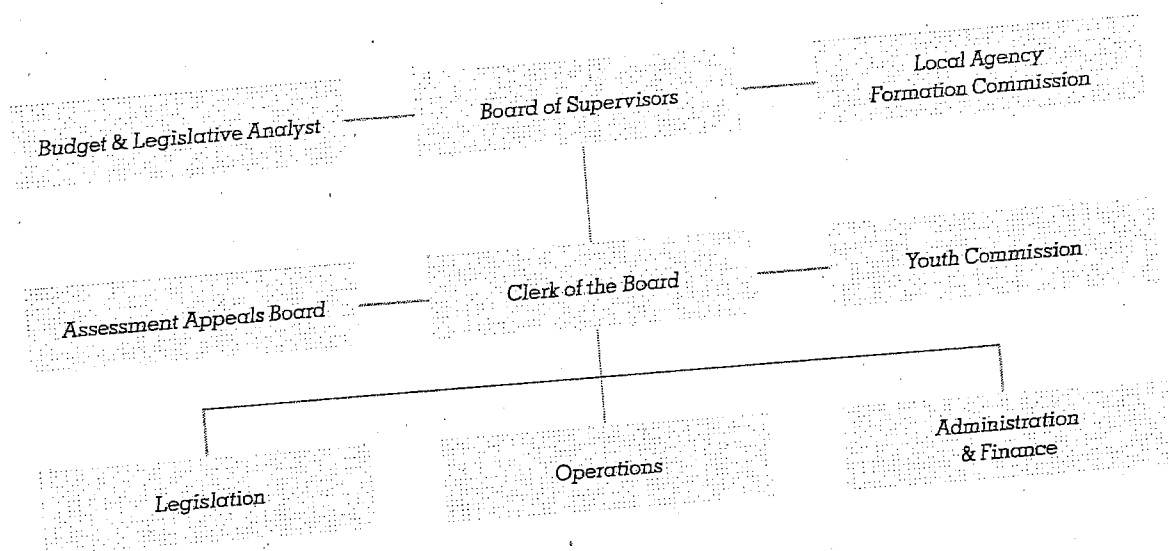 Budget & Legislative Analyst
Board of Supervisors
Local Agency
Formation Commission
Assessment Appeals Board
Clerk of the Board
Youth Commission
Legislation
Operations
Administration
& Finance